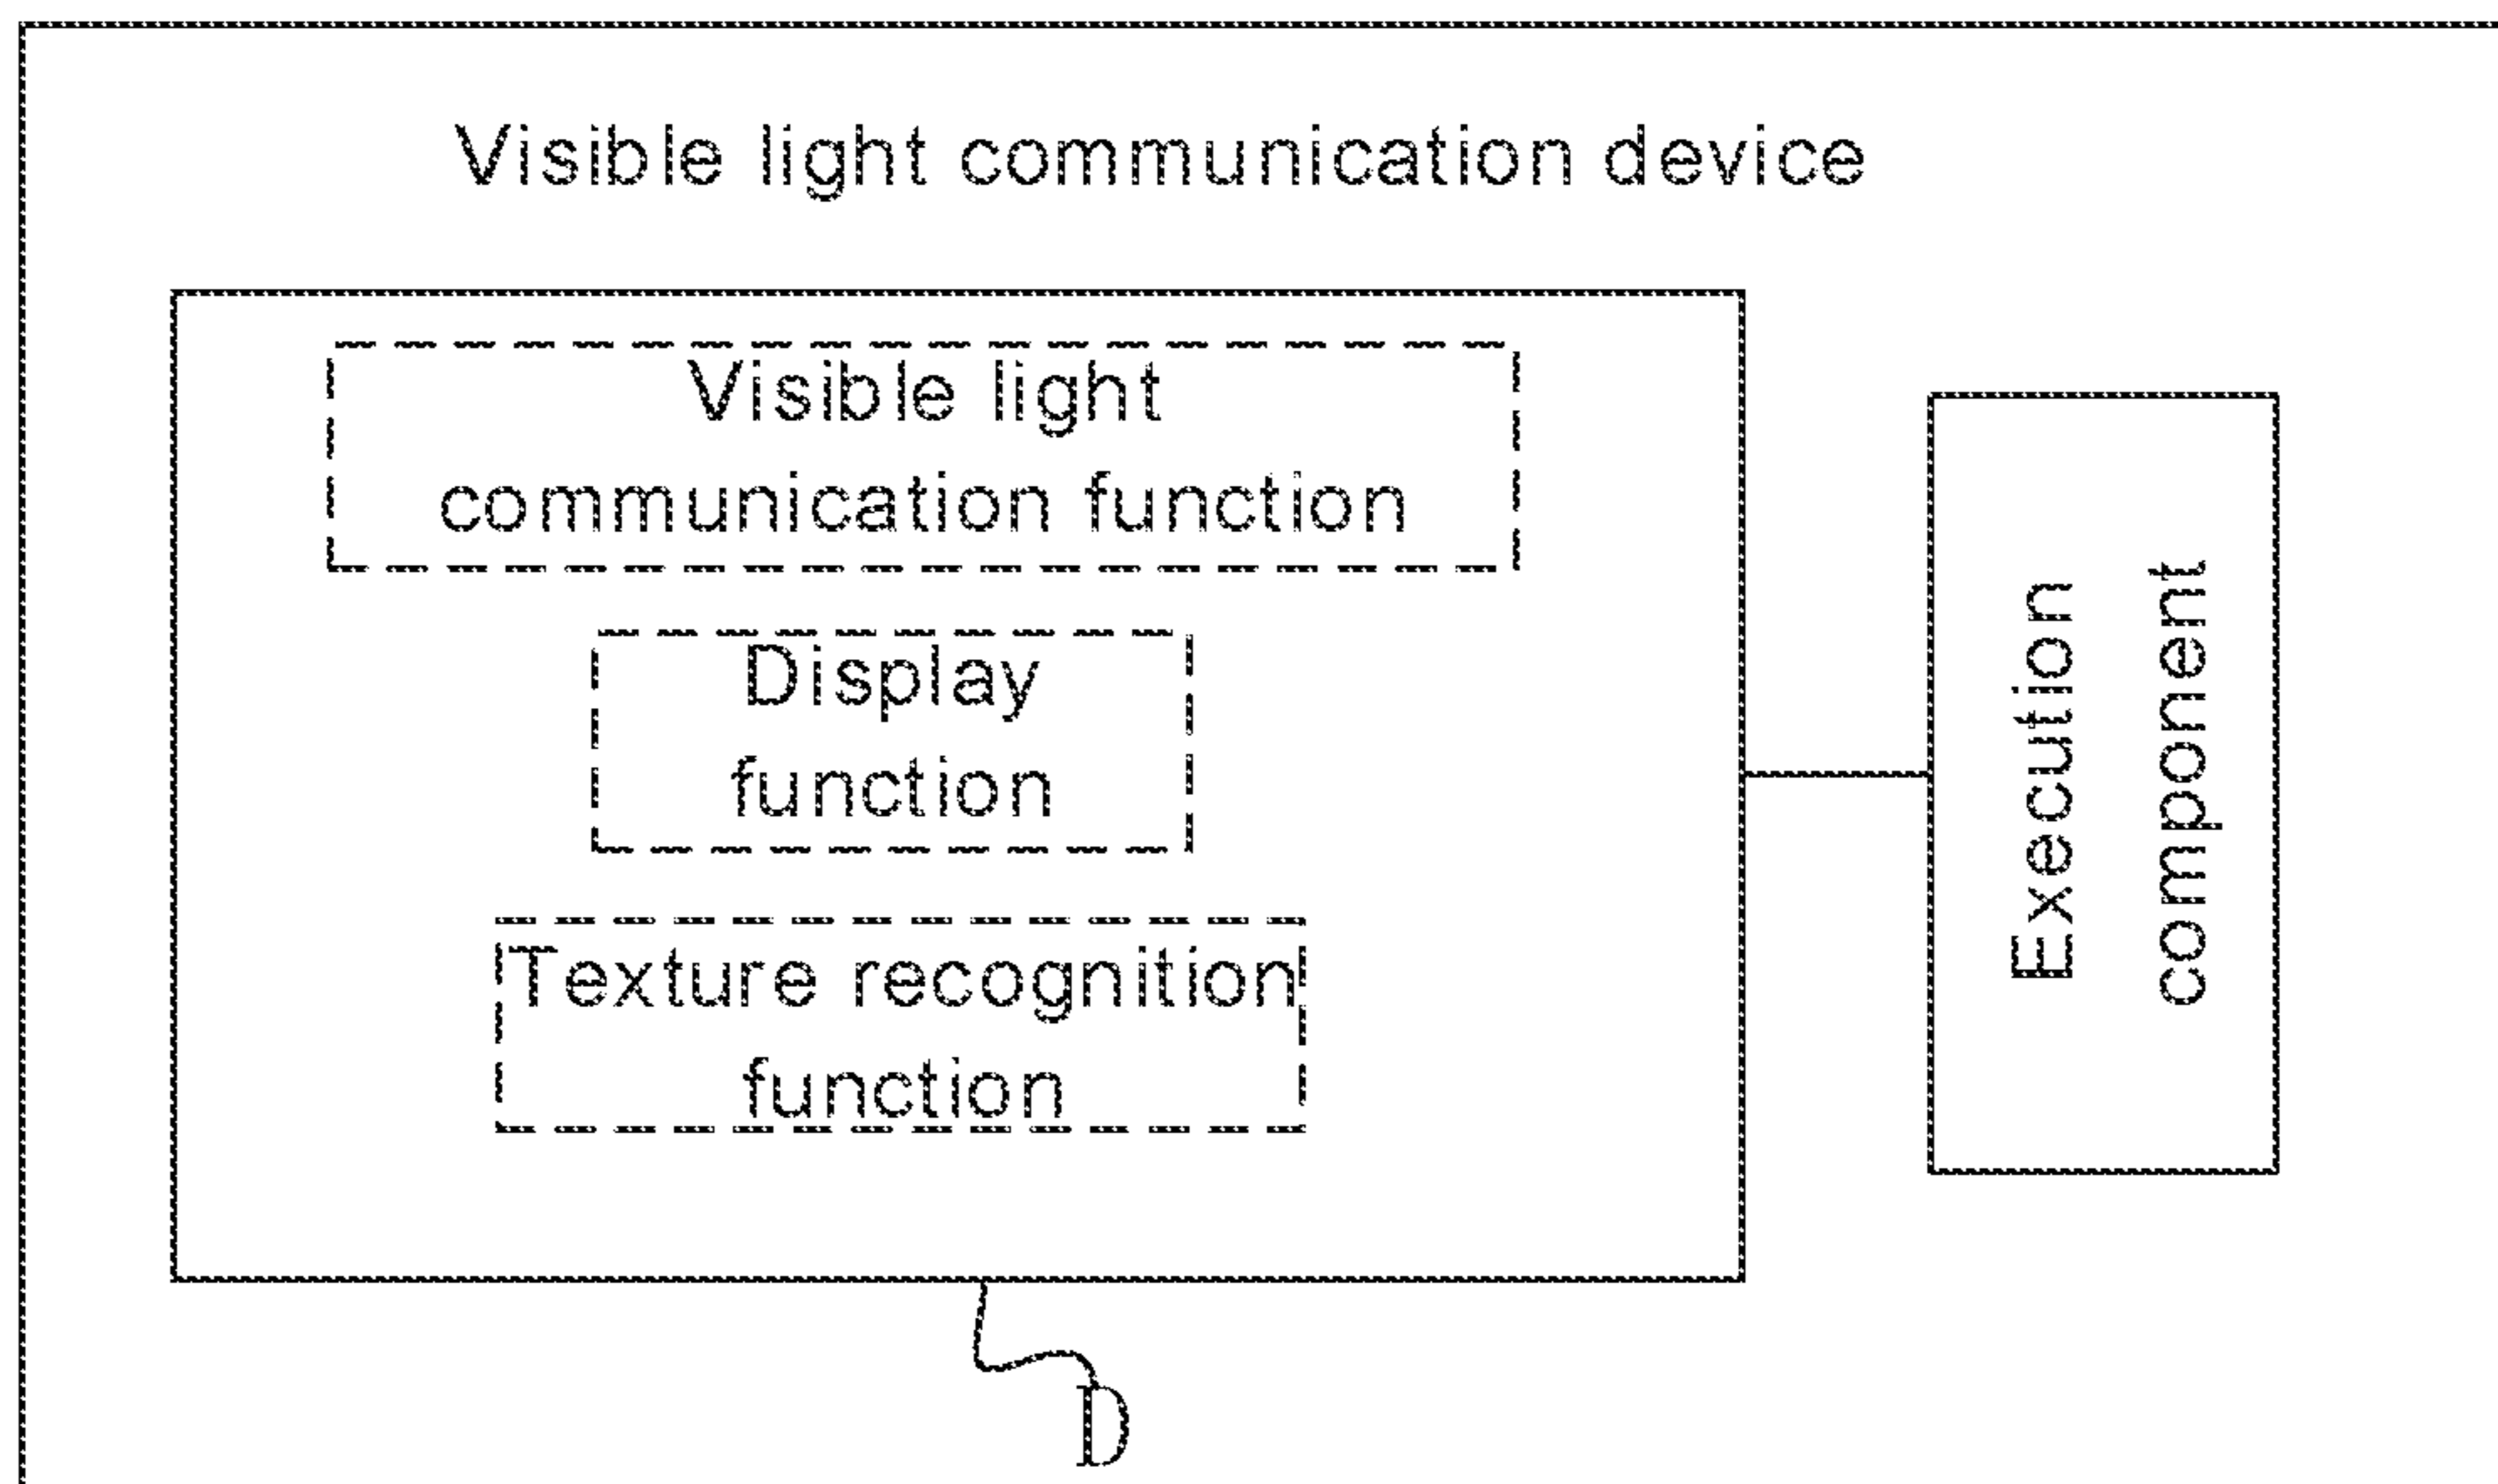 Visible light communication device
Visible light
communication function
Display
function
Texture recognition
function
Execution
component
D